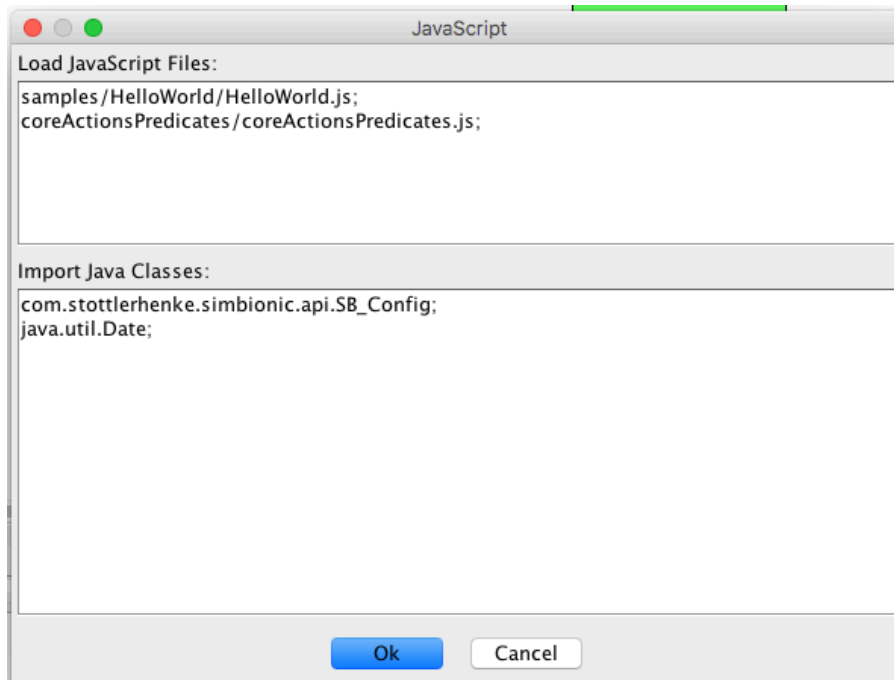 JavaScript
Load JavaScript Files:
samples/HelloWorld/HelloWorld.js;
coreActionsPredicates/coreActionsPredicates.js;
Import Java Classes:
com.stottlerhenke.simbionic.api.SB_Config;
java.util.Date;
Ok Cancel